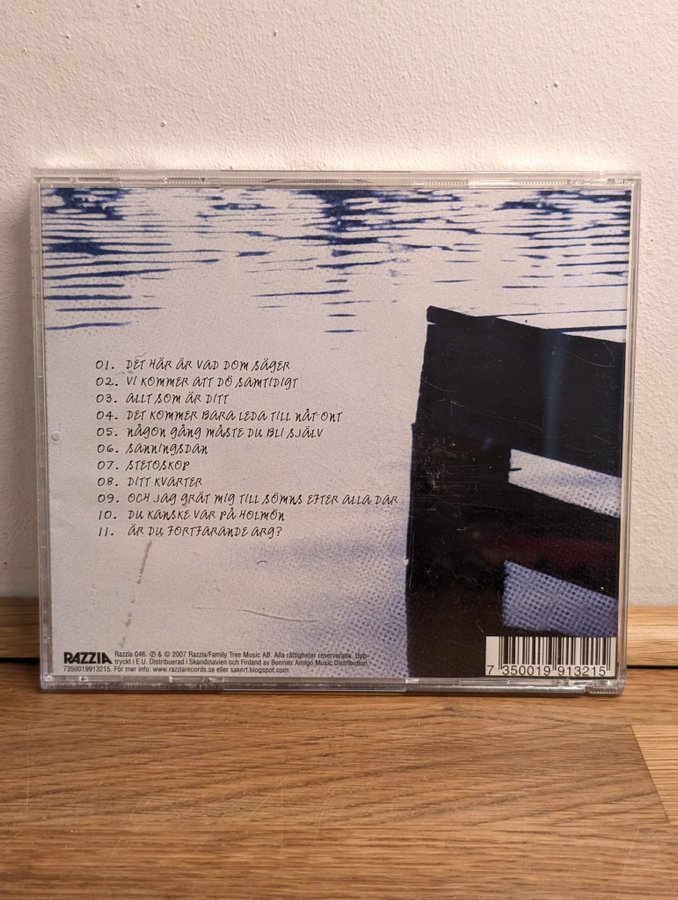 01. DET HÄR ÄR VAD DOM SÄGER
02. VI KOMMER ATT DÖ SAMTIDIGT
03. ALLT SOM ÄR DITT
04. DET KOMMER BARA LEDA TILL NÅT ONT
05. NÅGON GÅNG MÅSTE DU BLI SJÄLV
06. SANNINGSDAN
07. STETOSKOP
08. DITT KVARTER
09. OCH JAG GRÄT MIG TILL SÖMNS EFTER ALLA DAR
10. DU KANSKE VAR PÅ HOLMÖN
11. ÄR DU FORTFARANDE ARG?
RAZZIA
Razzia 046. ℗ & © 2007 Razzia/Family Tree Music AB. Alla rättigheter reserverade. Upp-
tryckt i E.U. Distribuerad i Skandinavien och Finland av Bonnier Amigo Music Distribution.
7350019913215. För mer info: www.razziarecords.se eller sakert.blogspot.com
7 350019 913215